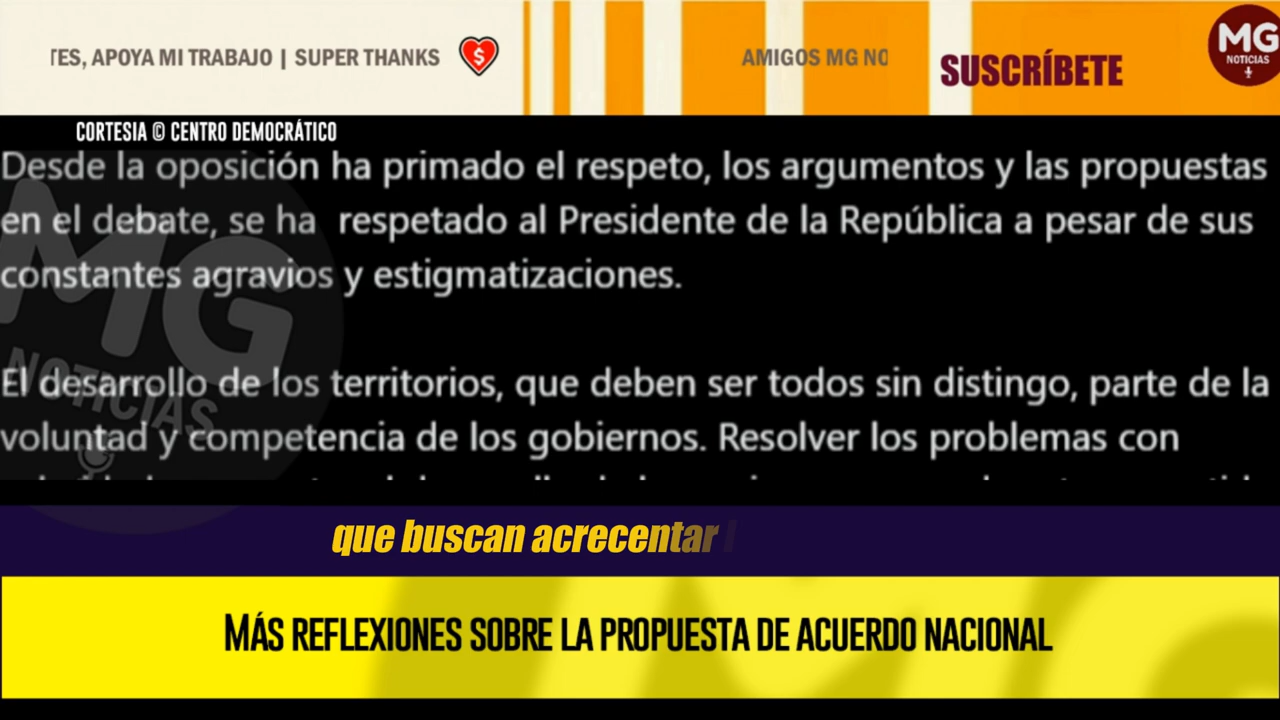 TES, APOYA MI TRABAJO | SUPER THANKS
AMIGOS MG NO
SUSCRÍBETE
MG
NOTICIAS
CORTESIA © CENTRO DEMOCRÁTICO
Desde la oposición ha primado el respeto, los argumentos y las propuestas
en el debate, se ha respetado al Presidente de la República a pesar de sus
constantes agravios y estigmatizaciones.
El desarrollo de los territorios, que deben ser todos sin distingo, parte de la
voluntad y competencia de los gobiernos. Resolver los problemas con
MG
NOTICIAS
que buscan acrecentar
MÁS REFLEXIONES SOBRE LA PROPUESTA DE ACUERDO NACIONAL